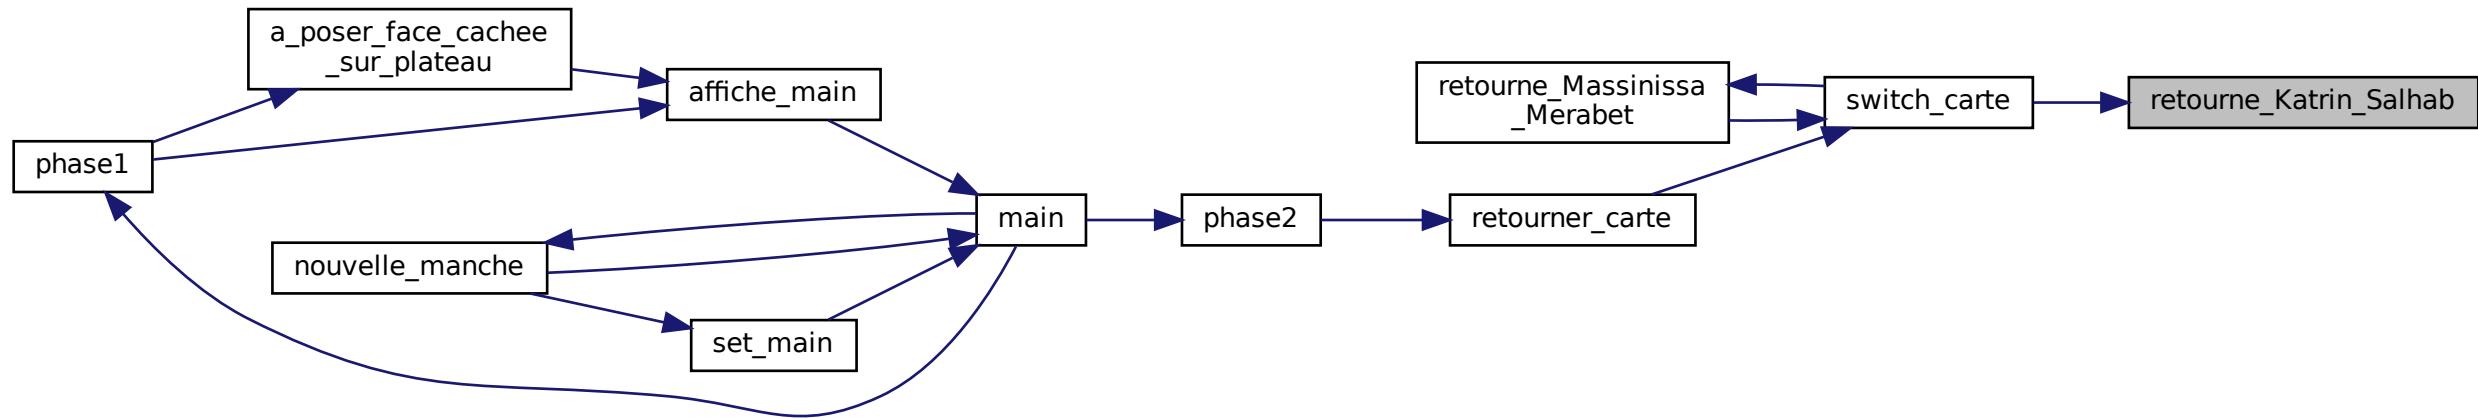 a_poser_face_cachee
_sur_plateau
affiche_main
phase1
nouvelle_manche
set_main
main
phase2
retourne_Massinissa
_Merabet
retourner_carte
switch_carte
retourne_Katrin_Salhab